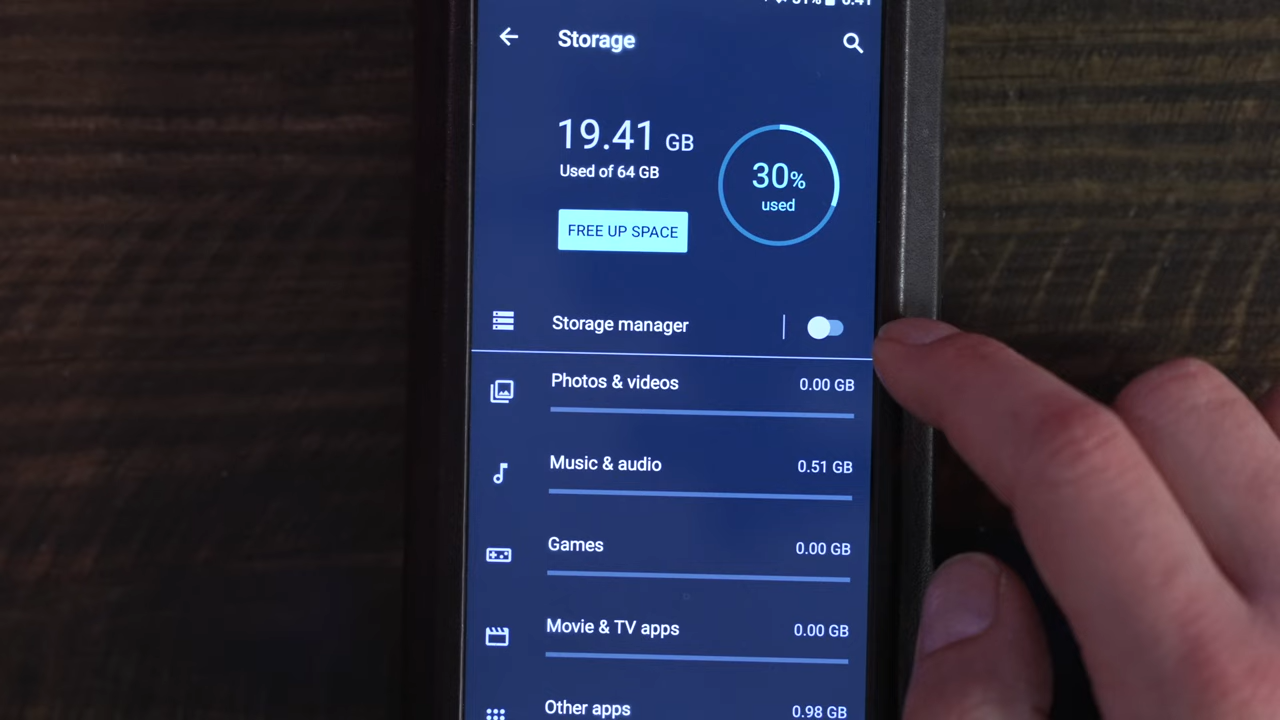 Storage
19.41 GB
Used of 64 GB
30%
used
FREE UP SPACE
Storage manager
Photos & videos 0.00 GB
Music & audio 0.51 GB
Games 0.00 GB
Movie & TV apps 0.00 GB
Other apps 0.98 GB